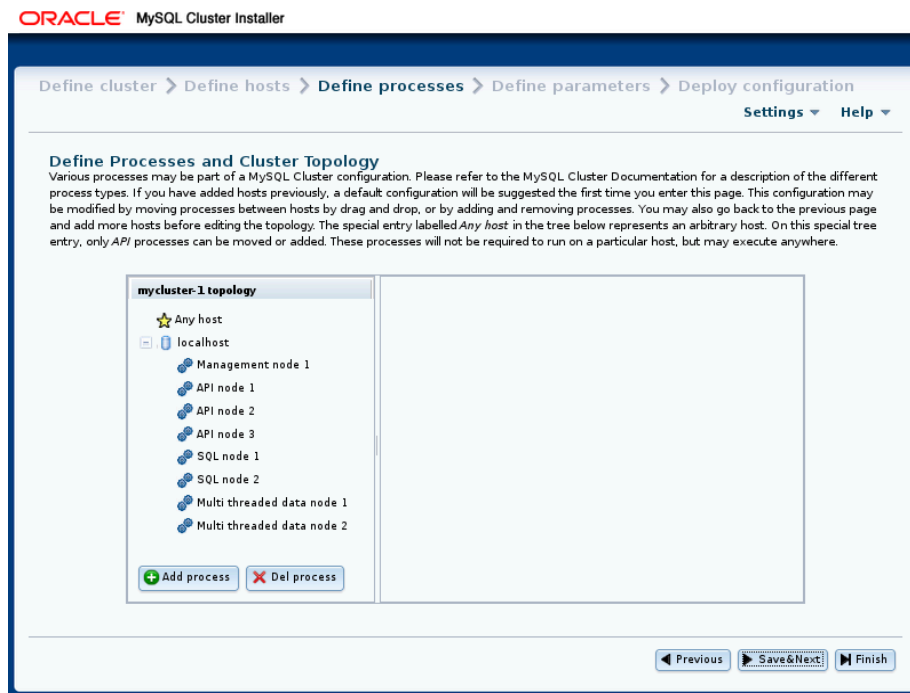 ORACLE® MySQL Cluster Installer
Define cluster > Define hosts > Define processes > Define parameters > Deploy configuration
Settings Help
Define Processes and Cluster Topology
Various processes may be part of a MySQL Cluster configuration. Please refer to the MySQL Cluster Documentation for a description of the different
process types. If you have added hosts previously, a default configuration will be suggested the first time you enter this page. This configuration may
be modified by moving processes between hosts by drag and drop, or by adding and removing processes. You may also go back to the previous page
and add more hosts before editing the topology. The special entry labelled Any host in the tree below represents an arbitrary host. On this special tree
entry, only API processes can be moved or added. These processes will not be required to run on a particular host, but may execute anywhere.
mycluster-1 topology
Any host
localhost
Management node 1
API node 1
API node 2
API node 3
SQL node 1
SQL node 2
Multi threaded data node 1
Multi threaded data node 2
Add process Del process
Previous Save&Next Finish